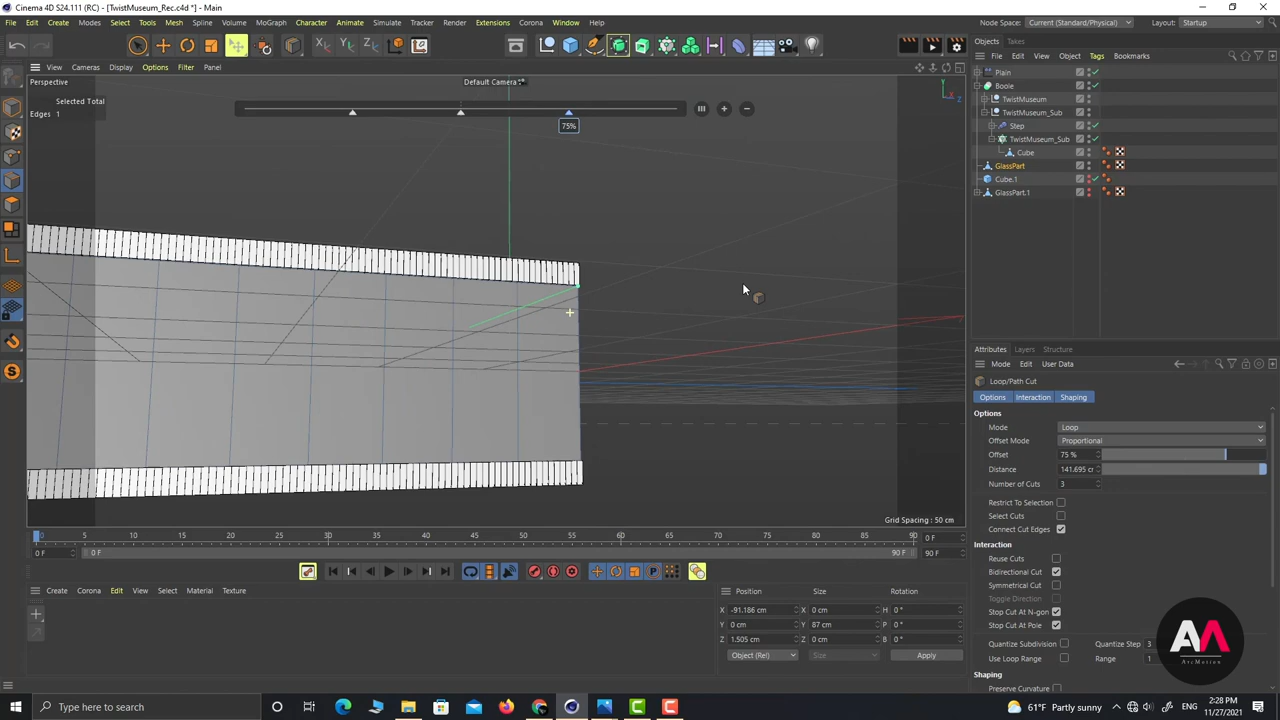 Cinema 4D S24.111 (RC) - [TwistMuseum_Rec.c4d *] - Main
File Edit Create Modes Select Tools Mesh Spline Volume MoGraph Character Animate Simulate Tracker Render Extensions Corona Window Help
Node Space: Current (Standard/Physical) Layout: Startup
X Y Z
Objects Takes
View Cameras Display Options Filter Panel
File Edit View Object Tags Bookmarks
Perspective Default Camera
Selected Total
Edges 1
75%
Y Z
Plain
Boole
TwistMuseum
TwistMuseum_Sub
Step
TwistMuseum_Sub
Cube
GlassPart
Cube.1
GlassPart.1
Attributes Layers Structure
Mode Edit User Data
Loop/Path Cut
Options Interaction Shaping
Options
Mode Loop
Offset Mode Proportional
Offset 75 %
Distance 141.695 cr
Number of Cuts 3
Restrict To Selection
Select Cuts
Connect Cut Edges
Interaction
Reuse Cuts
Bidirectional Cut
Symmetrical Cut
Toggle Direction
Stop Cut At N-gon
Stop Cut At Pole
Quantize Subdivision Quantize Step 3
Use Loop Range Range 1
Shaping
Preserve Curvature
Grid Spacing : 50 cm
0 5 10 15 20 25 30 35 40 45 50 55 60 65 70 75 80 85 90 0 F
0 F 0 F 90 F 90 F
Create Corona Edit View Select Material Texture
Position Size Rotation
X -91.186 cm X 0 cm H 0 °
Y 0 cm Y 87 cm P 0 °
Z 1.505 cm Z 0 cm B 0 °
Object (Rel) Size Apply
AM
ArcMotion
Type here to search
61°F Partly sunny
2:28 PM
11/27/2021